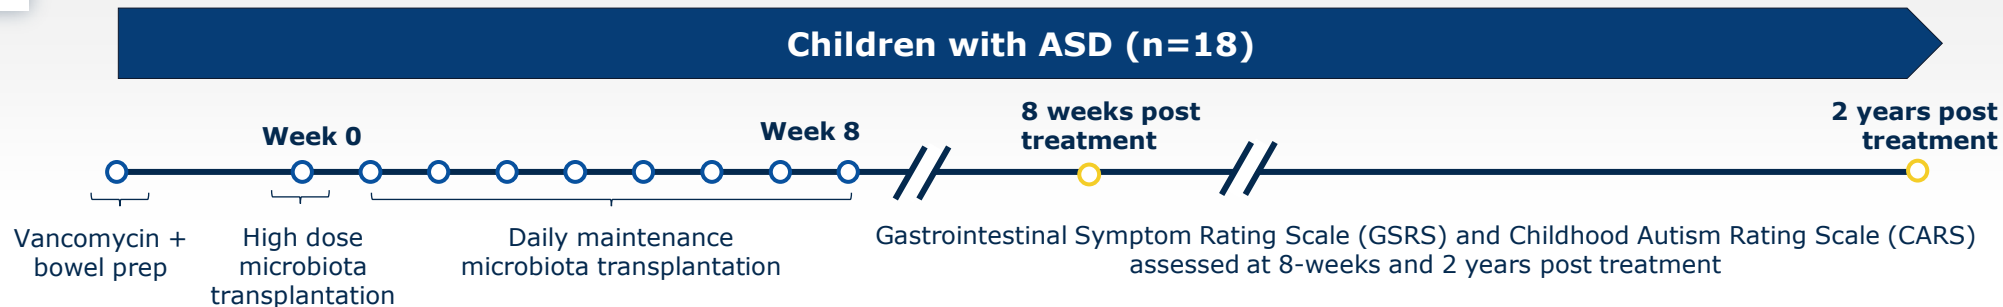 Children with ASD (n=18)
Week 0
Week 8
8 weeks post
treatment
2 years post
treatment
Vancomycin +
bowel prep
High dose
microbiota
transplantation
Daily maintenance
microbiota transplantation
Gastrointestinal Symptom Rating Scale (GSRS) and Childhood Autism Rating Scale (CARS)
assessed at 8-weeks and 2 years post treatment